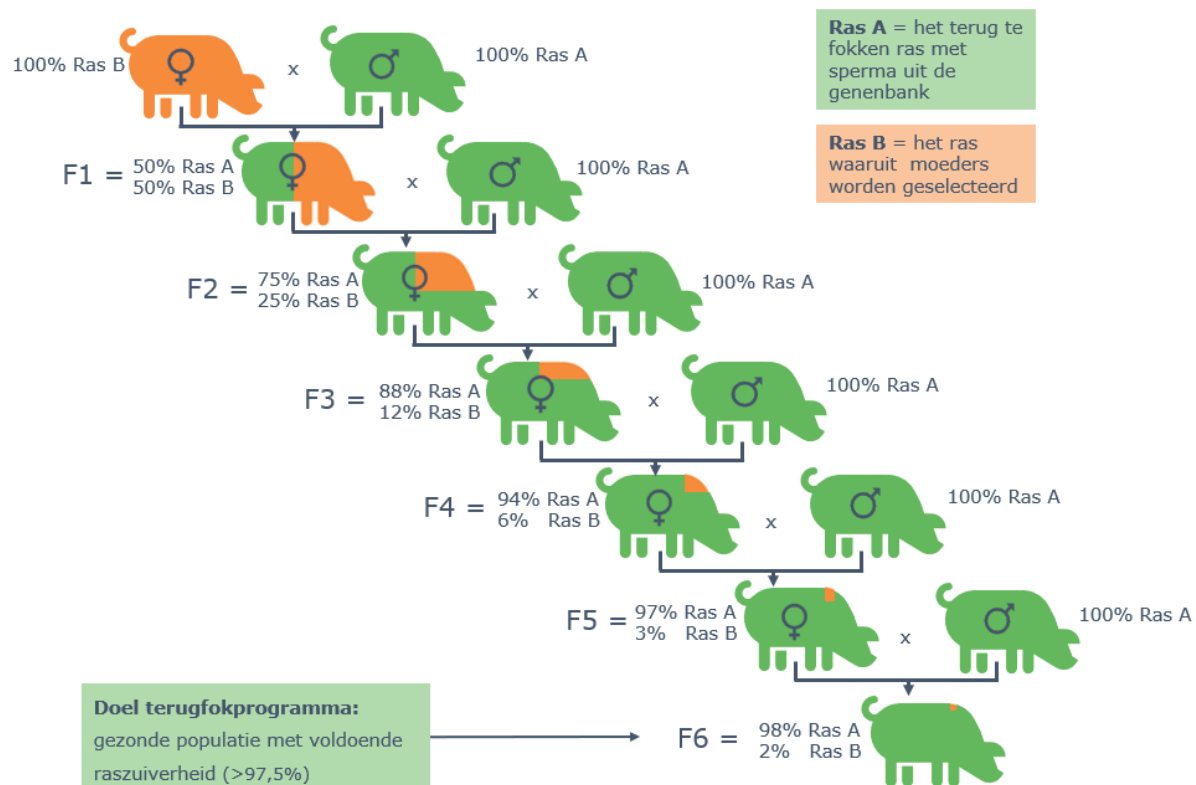 100% Ras B
x
100% Ras A
Ras A = het terug te
fokken ras met
sperma uit de
genenbank
Ras B = het ras
waaruit moeders
worden geselecteerd
F1 =
50% Ras A
50% Ras B
x
100% Ras A
F2 =
75% Ras A
25% Ras B
x
100% Ras A
F3 =
88% Ras A
12% Ras B
x
100% Ras A
F4 =
94% Ras A
6% Ras B
x
100% Ras A
F5 =
97% Ras A
3% Ras B
x
100% Ras A
Doel terugfokprogramma:
gezonde populatie met voldoende
raszuiverheid (>97,5%)
F6 =
98% Ras A
2% Ras B